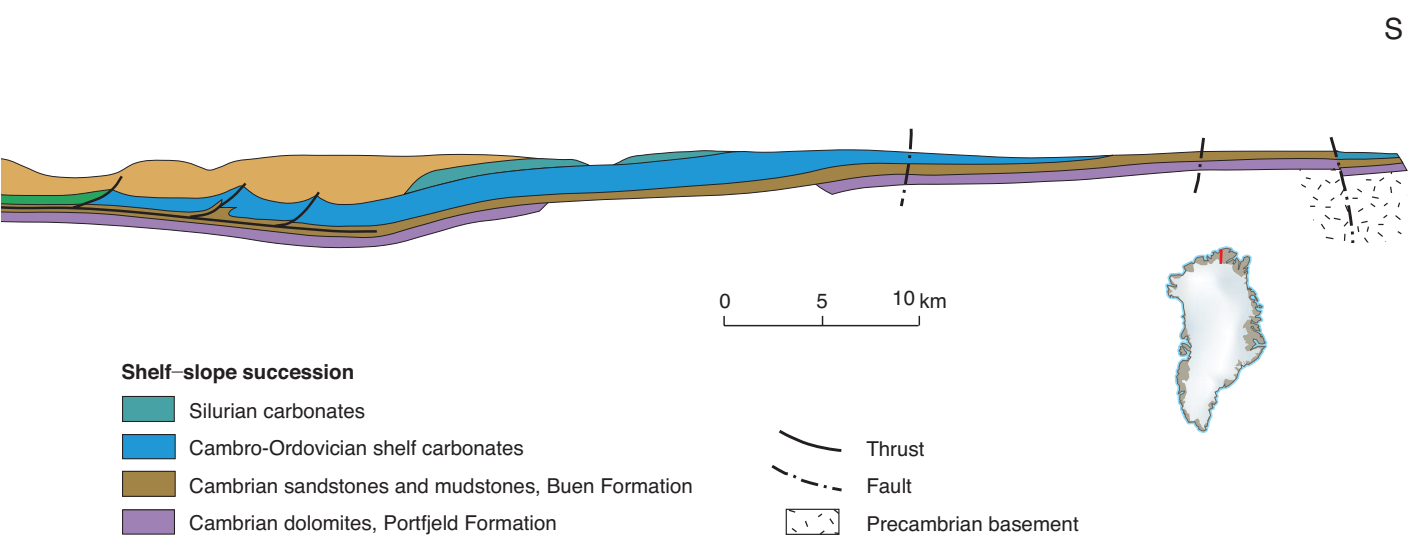 S
0 5 10 km
Shelf–slope succession
Silurian carbonates
Cambro-Ordovician shelf carbonates
Cambrian sandstones and mudstones, Buen Formation
Cambrian dolomites, Portfjeld Formation
Thrust
Fault
Precambrian basement